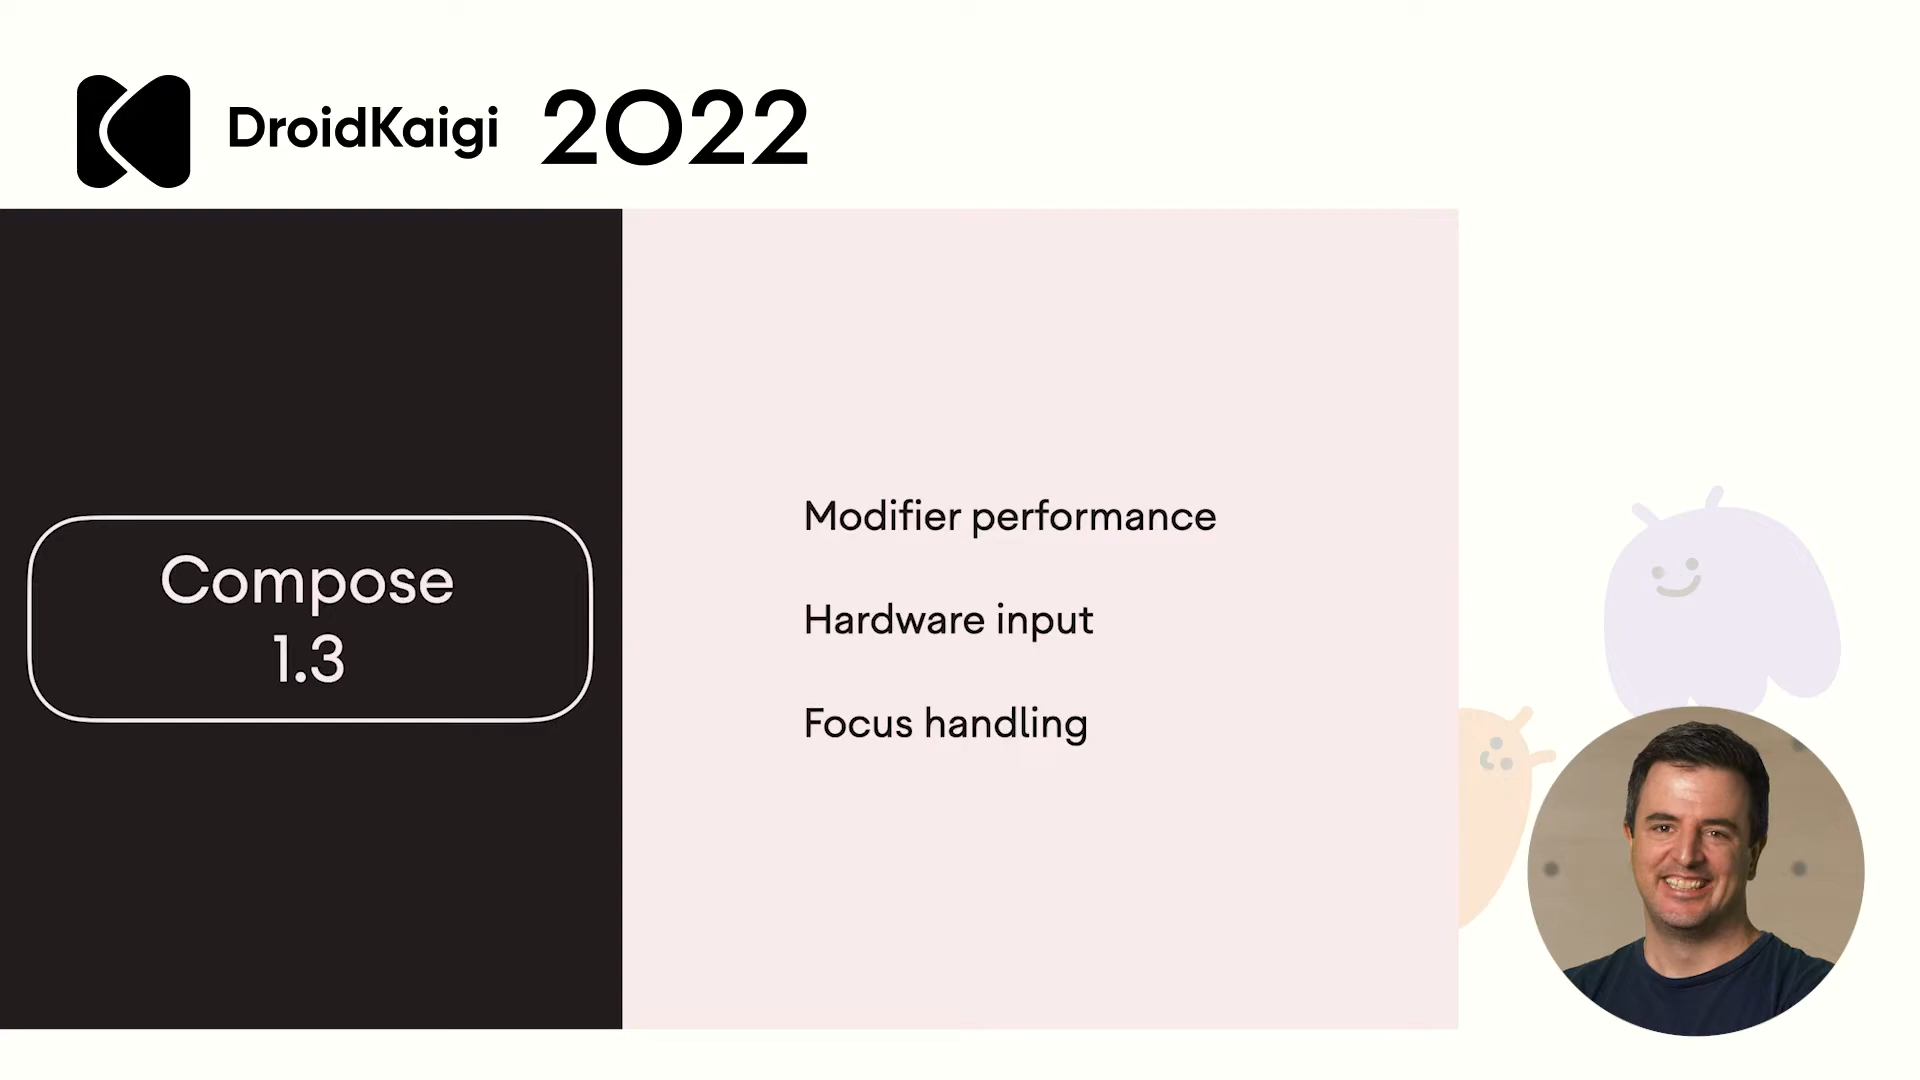 DroidKaigi 2022
Compose
1.3
Modifier performance
Hardware input
Focus handling